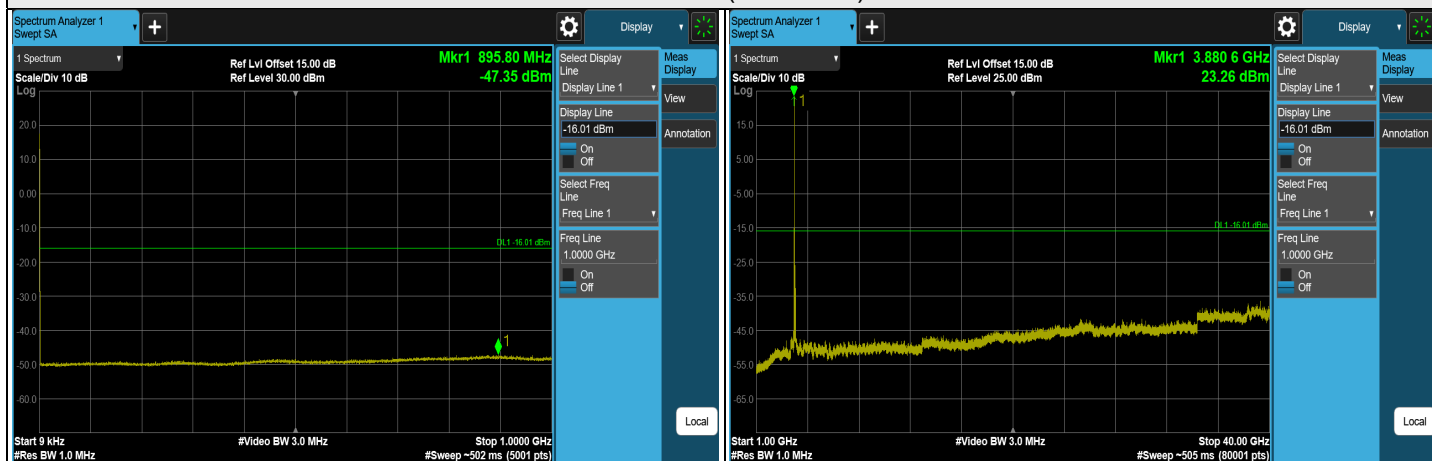 Spectrum Analyzer 1
Swept SA
+
Display
1 Spectrum
Scale/Div 10 dB
Log
Ref Lvl Offset 15.00 dB
Ref Level 30.00 dBm
Mkr1 895.80 MHz
-47.35 dBm
20.0
10.0
0.00
-10.0
-20.0
-30.0
-40.0
-50.0
-60.0
DL1 -16.01 dBm
1
Start 9 kHz
#Res BW 1.0 MHz
#Video BW 3.0 MHz
Stop 1.0000 GHz
#Sweep ~502 ms (5001 pts)
Select Display
Line
Display Line 1
Display Line
-16.01 dBm
On
Off
Select Freq
Line
Freq Line 1
Freq Line
1.0000 GHz
On
Off
Meas
Display
View
Annotation
Local
Spectrum Analyzer 1
Swept SA
+
Display
1 Spectrum
Scale/Div 10 dB
Log
Ref Lvl Offset 15.00 dB
Ref Level 25.00 dBm
Mkr1 3.880 6 GHz
23.26 dBm
1
15.0
5.00
-5.00
-15.0
-25.0
-35.0
-45.0
-55.0
-65.0
DL1 -16.01 dBm
Start 1.00 GHz
#Res BW 1.0 MHz
#Video BW 3.0 MHz
Stop 40.00 GHz
#Sweep ~505 ms (80001 pts)
Select Display
Line
Display Line 1
Display Line
-16.01 dBm
On
Off
Select Freq
Line
Freq Line 1
Freq Line
1.0000 GHz
On
Off
Meas
Display
View
Annotation
Local